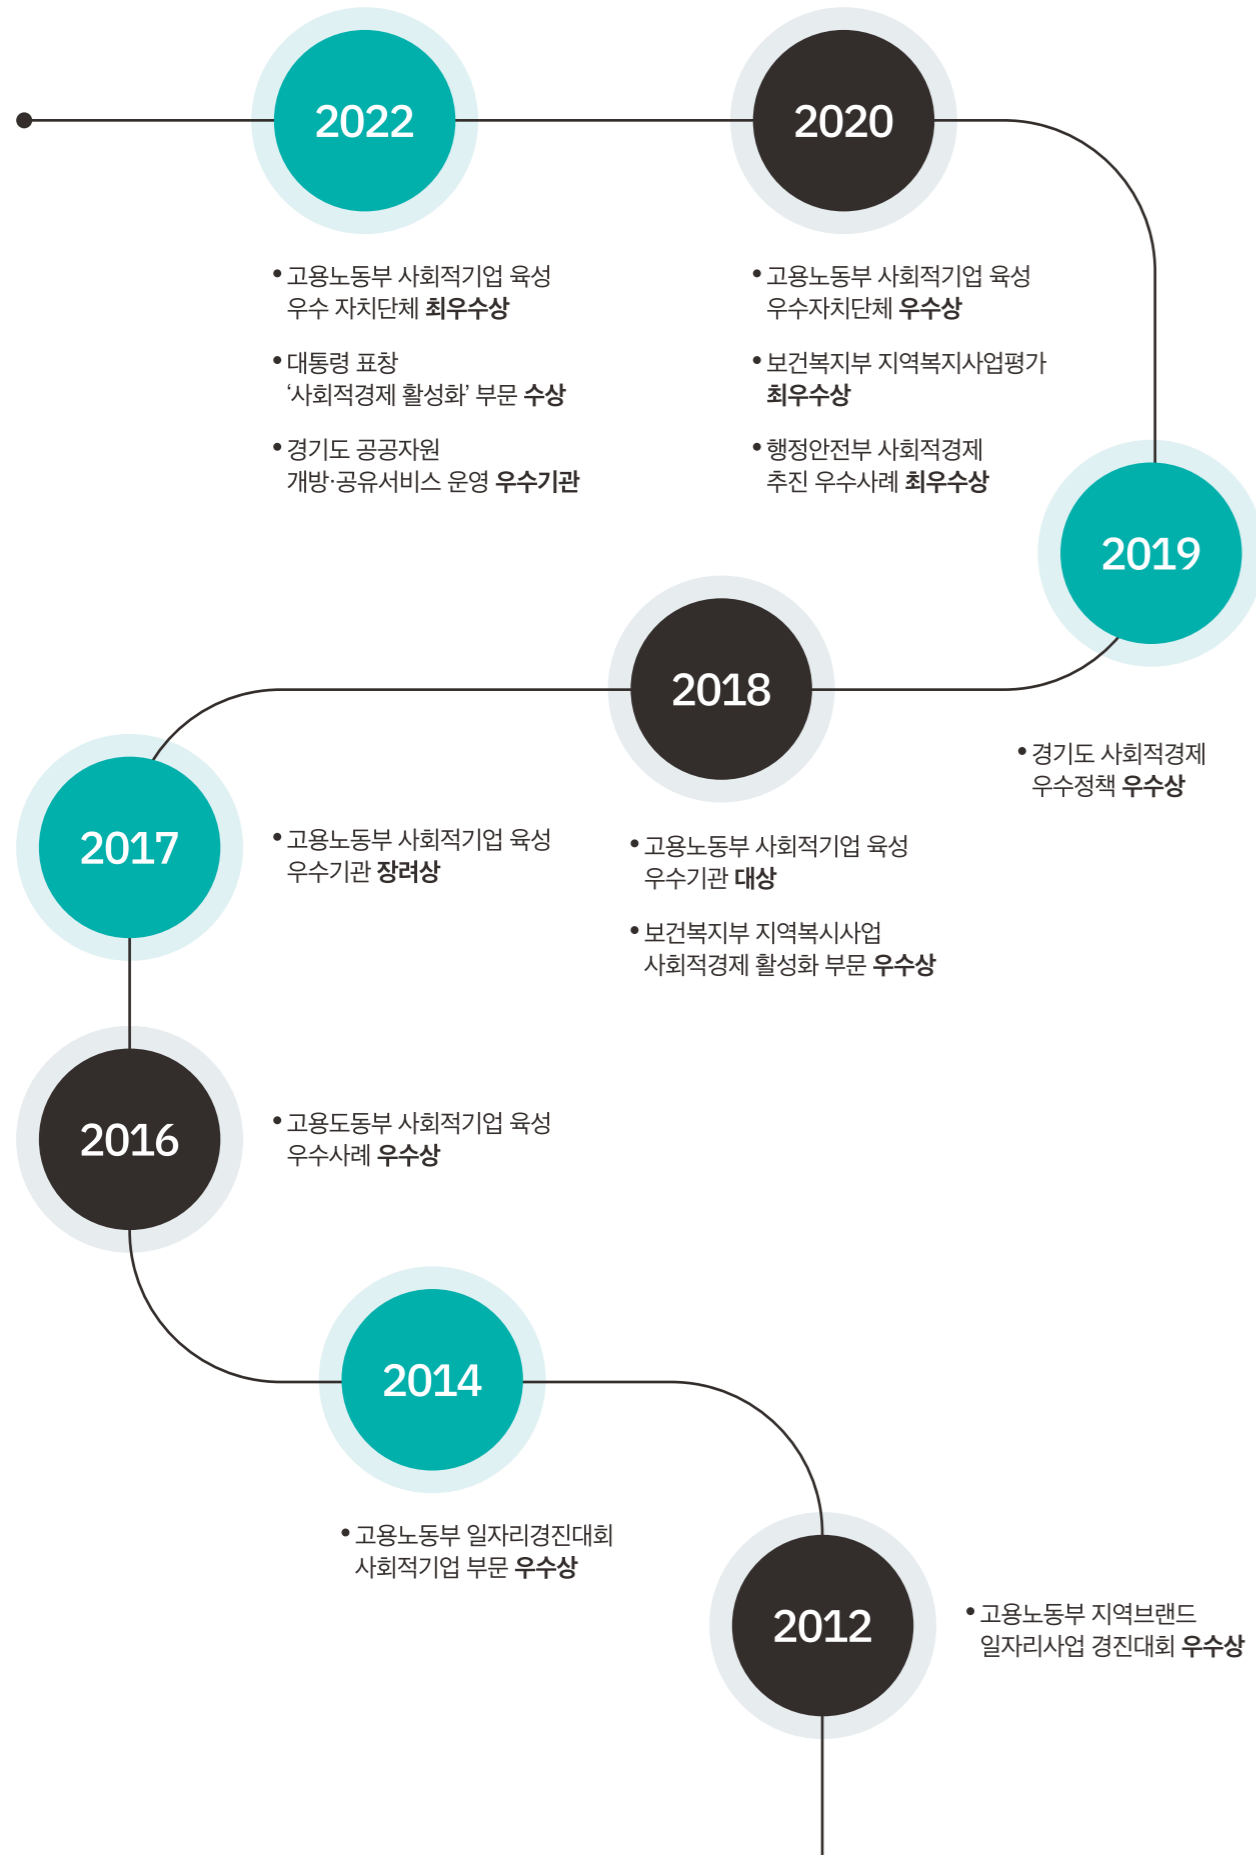 2022
• 고용노동부 사회적기업 육성
우수 자치단체 최우수상
• 대통령 표창
‘사회적경제 활성화’ 부문 수상
• 경기도 공공자원
개방·공유서비스 운영 우수기관
2020
• 고용노동부 사회적기업 육성
우수자치단체 우수상
• 보건복지부 지역복지사업평가
최우수상
• 행정안전부 사회적경제
추진 우수사례 최우수상
2019
• 경기도 사회적경제
우수정책 우수상
2018
• 고용노동부 사회적기업 육성
우수기관 대상
• 보건복지부 지역복시사업
사회적경제 활성화 부문 우수상
2017
• 고용노동부 사회적기업 육성
우수기관 장려상
2016
• 고용도동부 사회적기업 육성
우수사례 우수상
2014
• 고용노동부 일자리경진대회
사회적기업 부문 우수상
2012
• 고용노동부 지역브랜드
일자리사업 경진대회 우수상